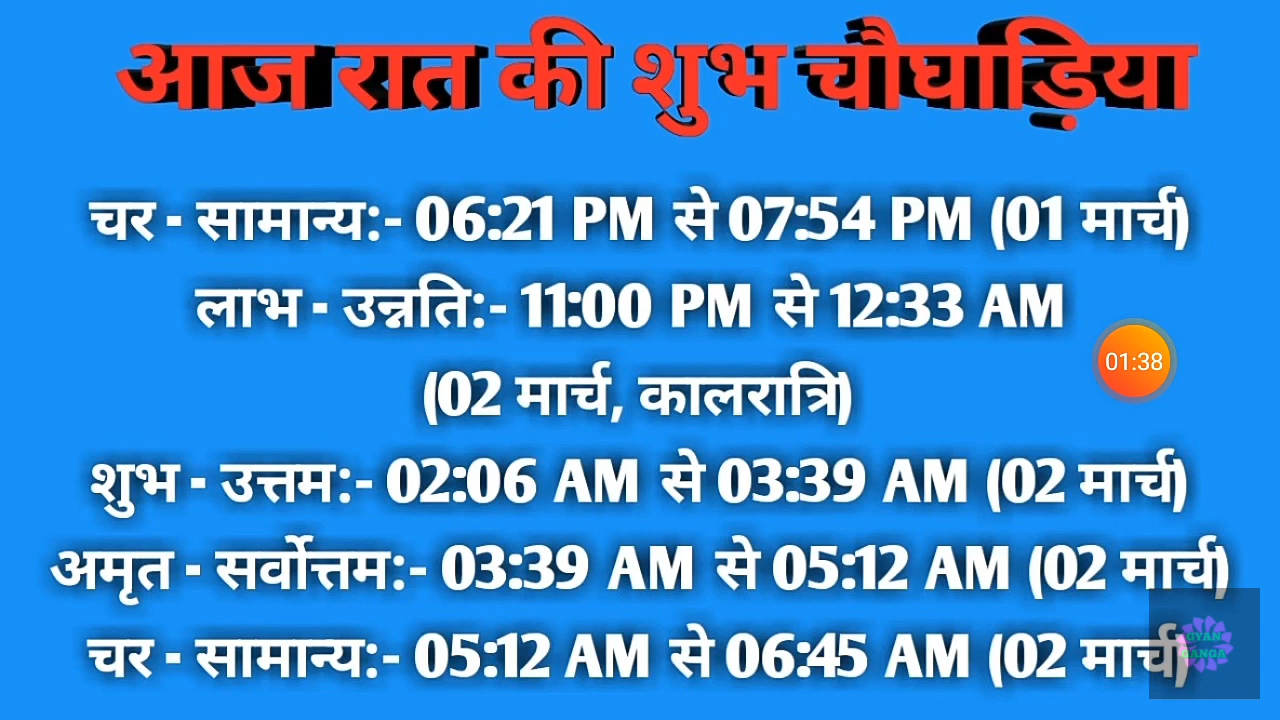 आज रात की शुभ चौघाड़िया
चर - सामान्य:- 06:21 PM से 07:54 PM (01 मार्च)
लाभ - उन्नति:- 11:00 PM से 12:33 AM
(02 मार्च, कालरात्रि)
01:38
शुभ - उत्तम:- 02:06 AM से 03:39 AM (02 मार्च)
अमृत - सर्वोत्तम:- 03:39 AM से 05:12 AM (02 मार्च)
चर - सामान्य:- 05:12 AM से 06:45 AM (02 मार्च)
GYAN
GANGA